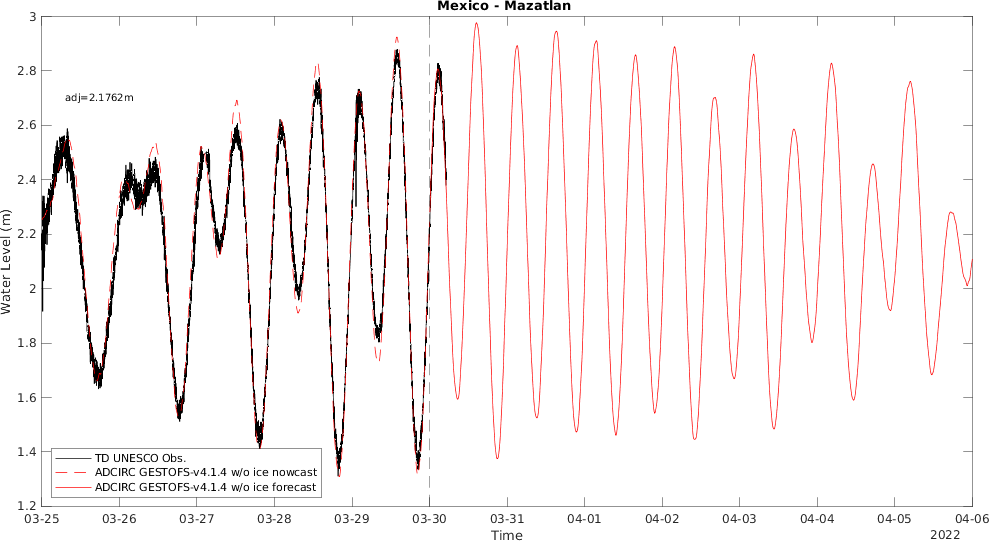 Mexico - Mazatlan
3
2.8
2.6
2.4
2.2
2
1.8
1.6
1.4
1.2
Water Level (m)
adj=2.1762m
TD UNESCO Obs.
ADCIRC GESTOFS-v4.1.4 w/o ice nowcast
ADCIRC GESTOFS-v4.1.4 w/o ice forecast
03-25 03-26 03-27 03-28 03-29 03-30 03-31 04-01 04-02 04-03 04-04 04-05 04-06
Time
2022